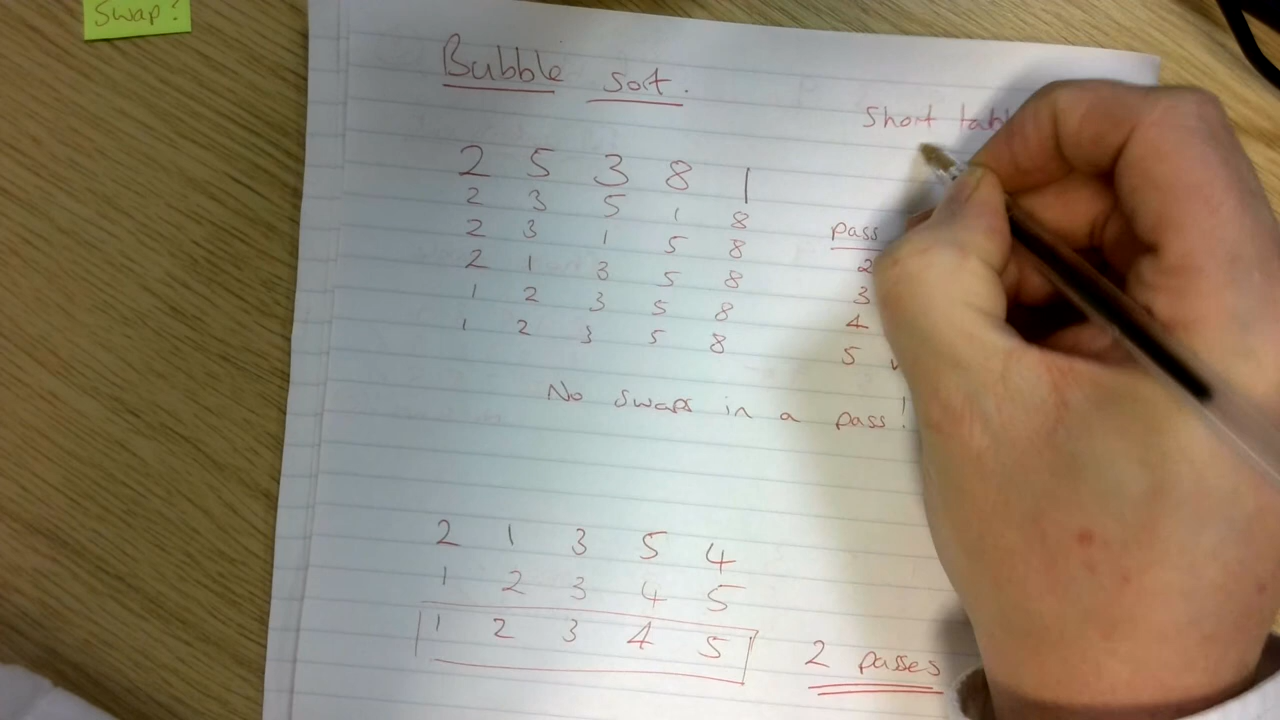 Swap?
Bubble sort.
Short
2 5 3 8 1
2 3 5 1 8
2 3 1 5 8 pass
2 1 3 5 8 2
1 2 3 5 8 3
1 2 3 5 8 4
5
No swaps in a pass!
2 1 3 5 4
1 2 3 4 5
1 2 3 4 5
2 passes